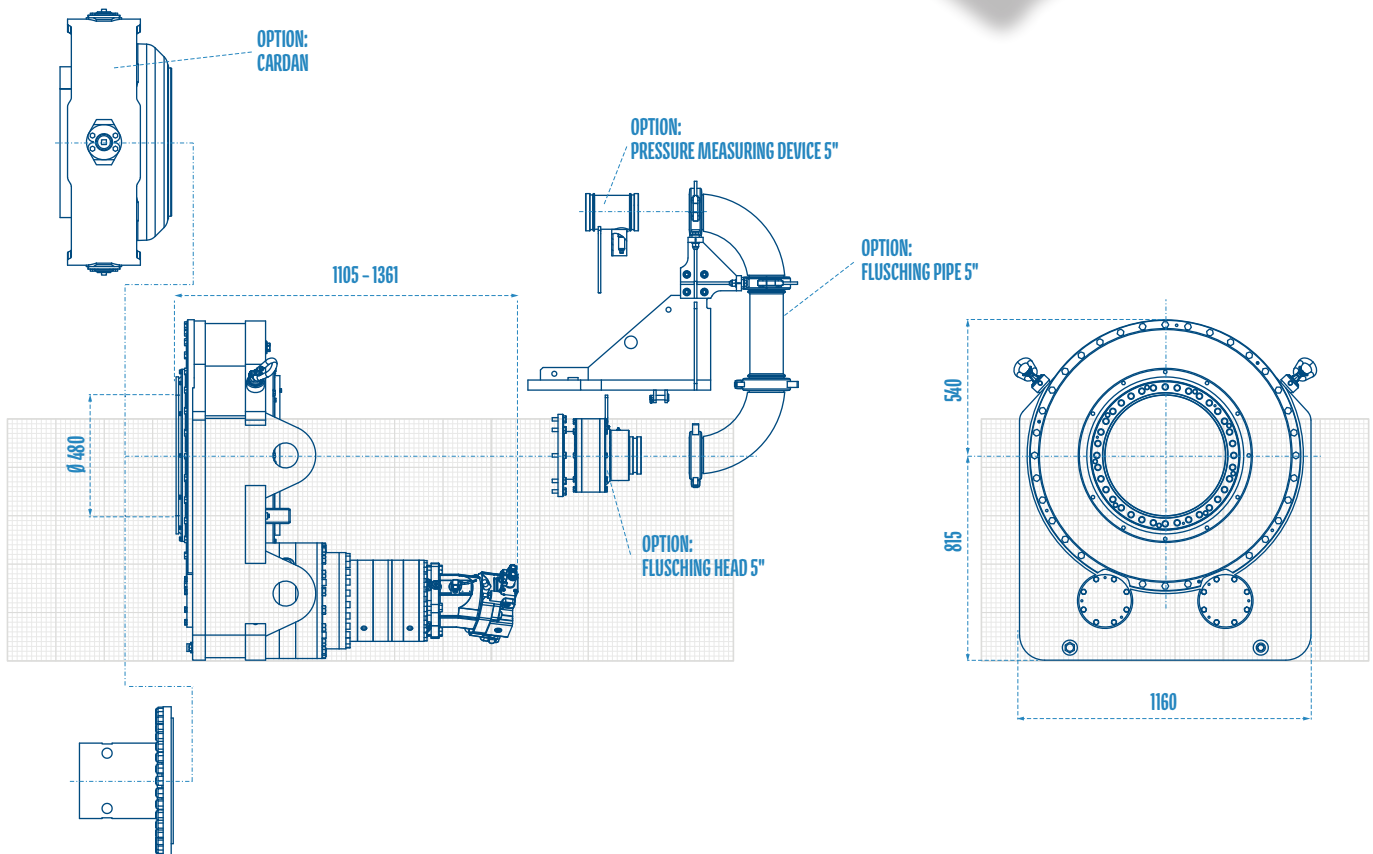 OPTION:
CARDAN
OPTION:
PRESSURE MEASURING DEVICE 5"
OPTION:
FLUSCHING PIPE 5"
1105 – 1361
540
Ø 480
815
OPTION:
FLUSCHING HEAD 5"
1160